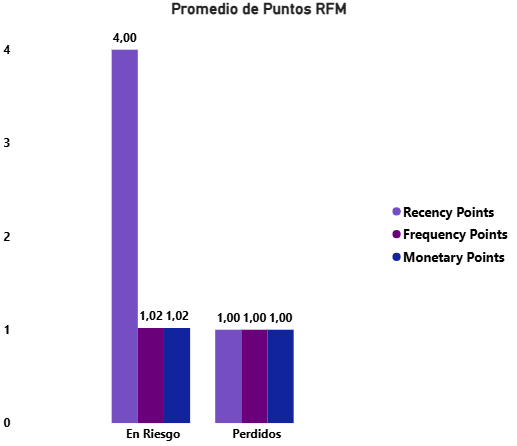 Promedio de Puntos RFM
4
3
2
1
0
4,00
1,02 1,02
1,00 1,00 1,00
En Riesgo
Perdidos
Recency Points
Frequency Points
Monetary Points